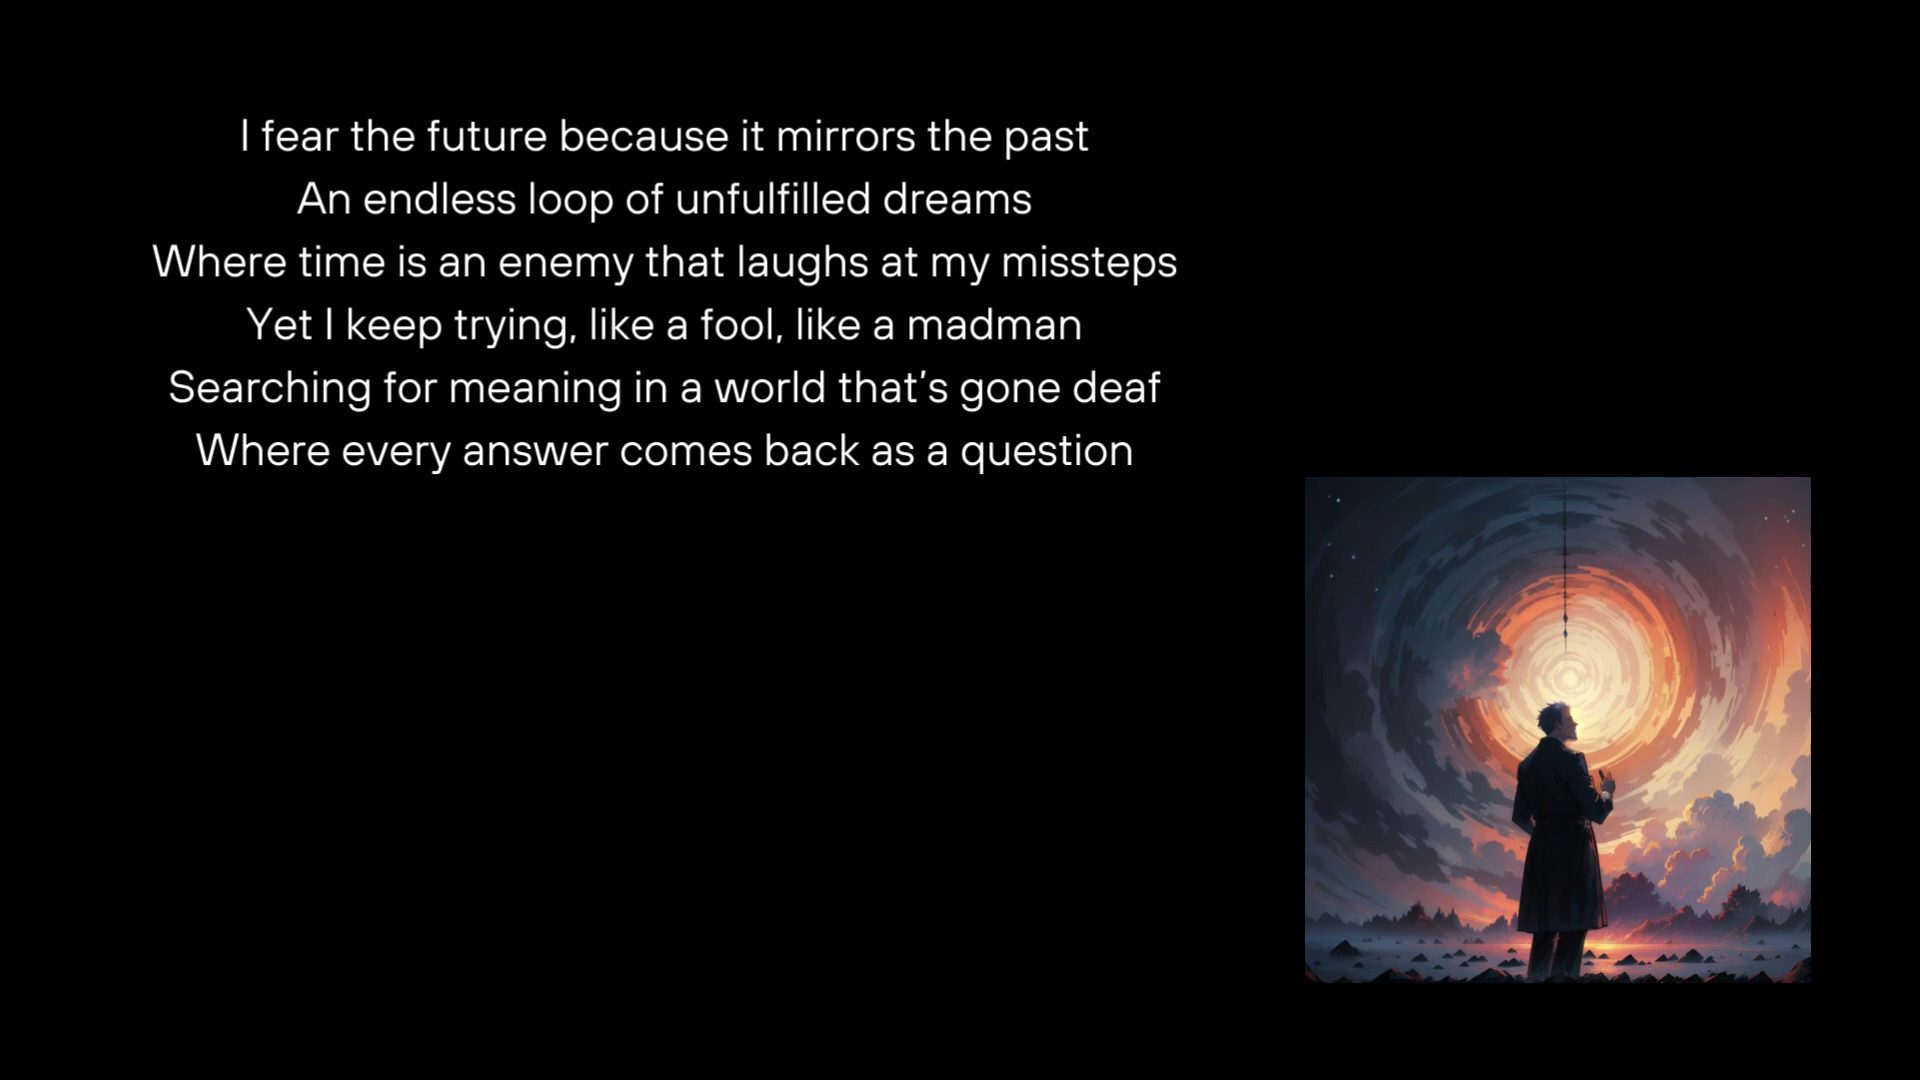 I fear the future because it mirrors the past
An endless loop of unfulfilled dreams
Where time is an enemy that laughs at my missteps
Yet I keep trying, like a fool, like a madman
Searching for meaning in a world that’s gone deaf
Where every answer comes back as a question